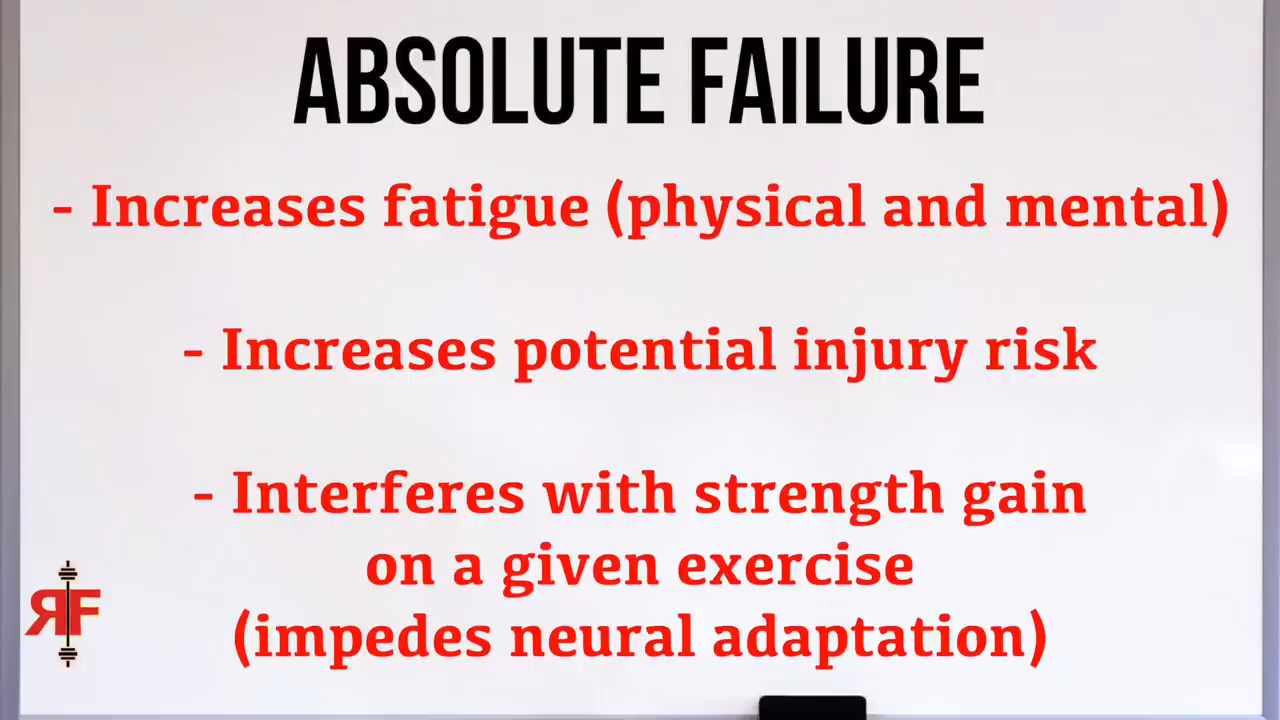 ABSOLUTE FAILURE
- Increases fatigue (physical and mental)
- Increases potential injury risk
- Interferes with strength gain
on a given exercise
(impedes neural adaptation)
RF